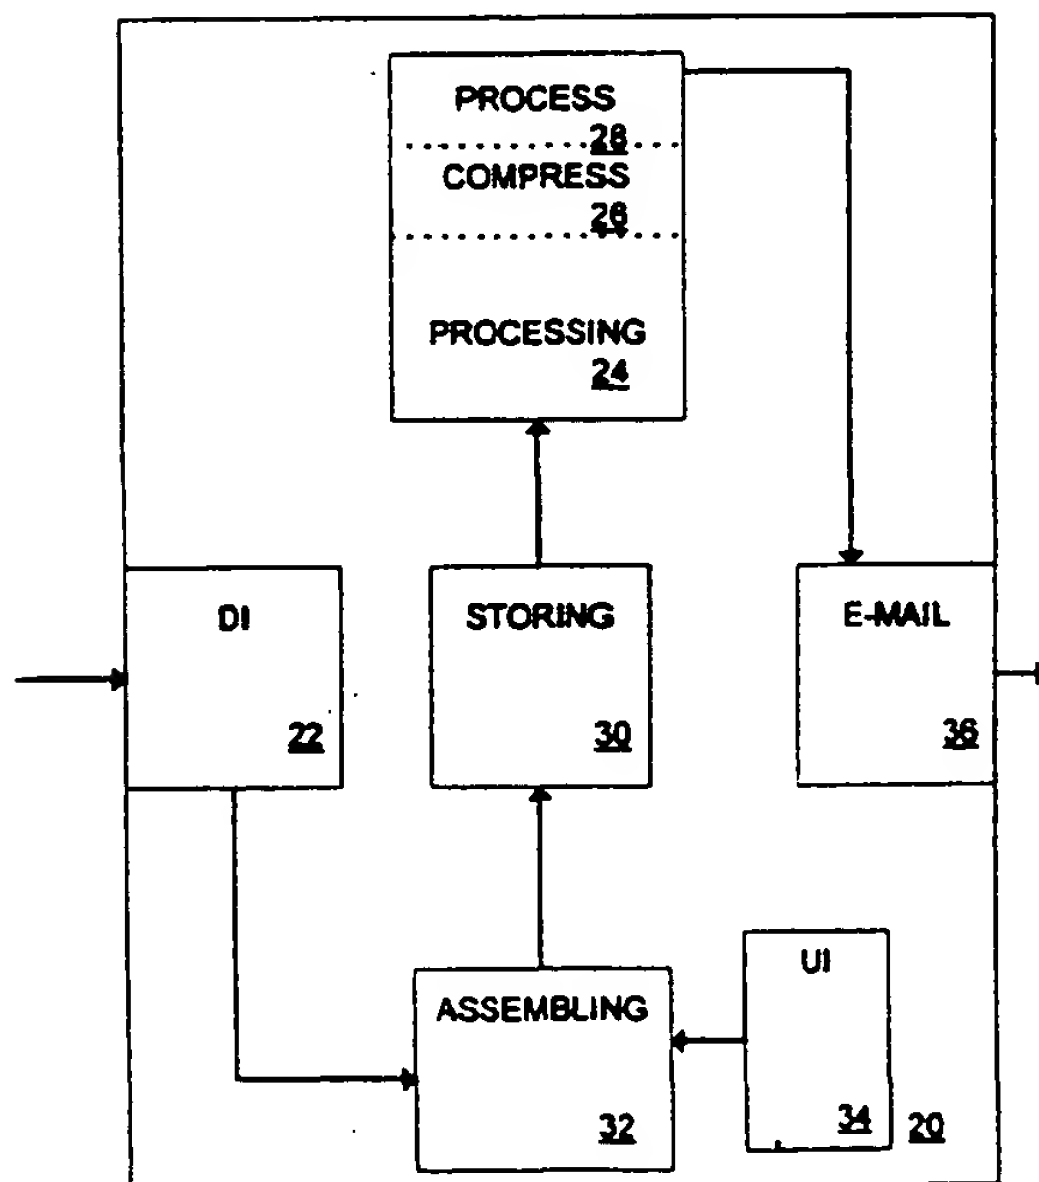 PROCESS
28
COMPRESS
26
PROCESSING
24
DI
22
STORING
30
E-MAIL
36
ASSEMBLING
32
UI
34
20